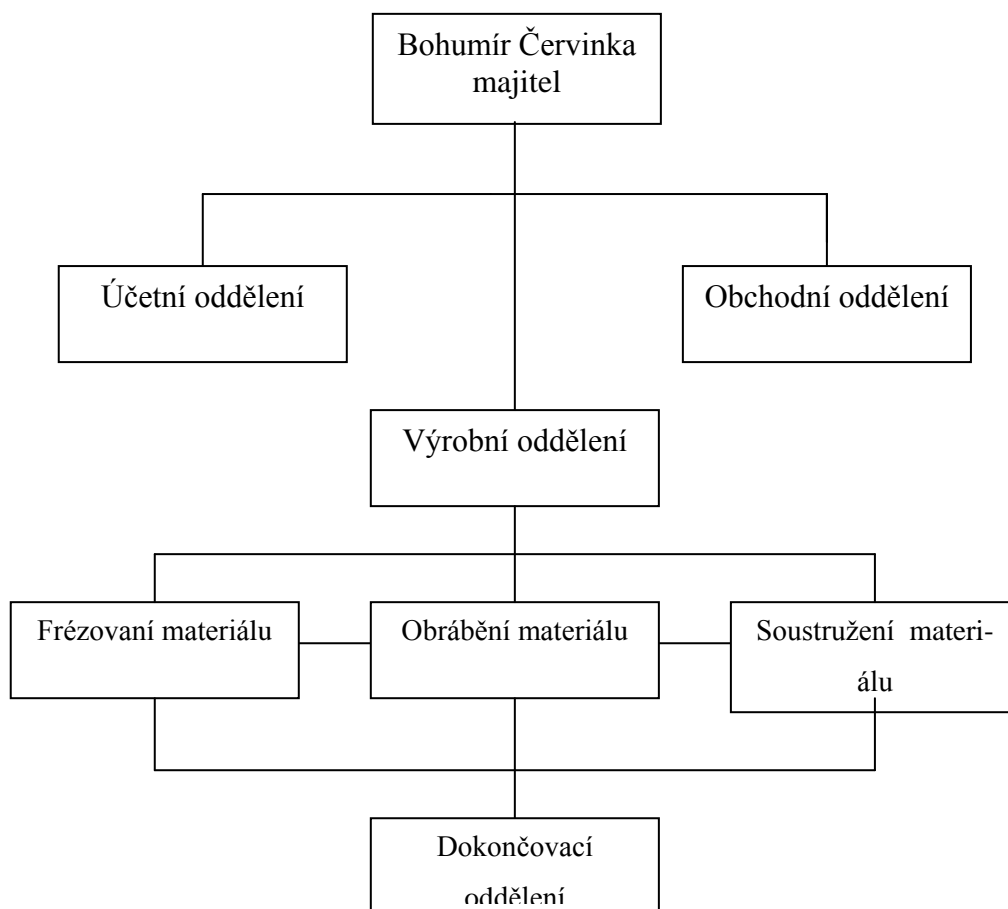 Bohumír Červinka
majitel
Účetní oddělení
Obchodní oddělení
Výrobní oddělení
Frézovaní materiálu
Obrábění materiálu
Soustružení materi-
álu
Dokončovací
oddělení